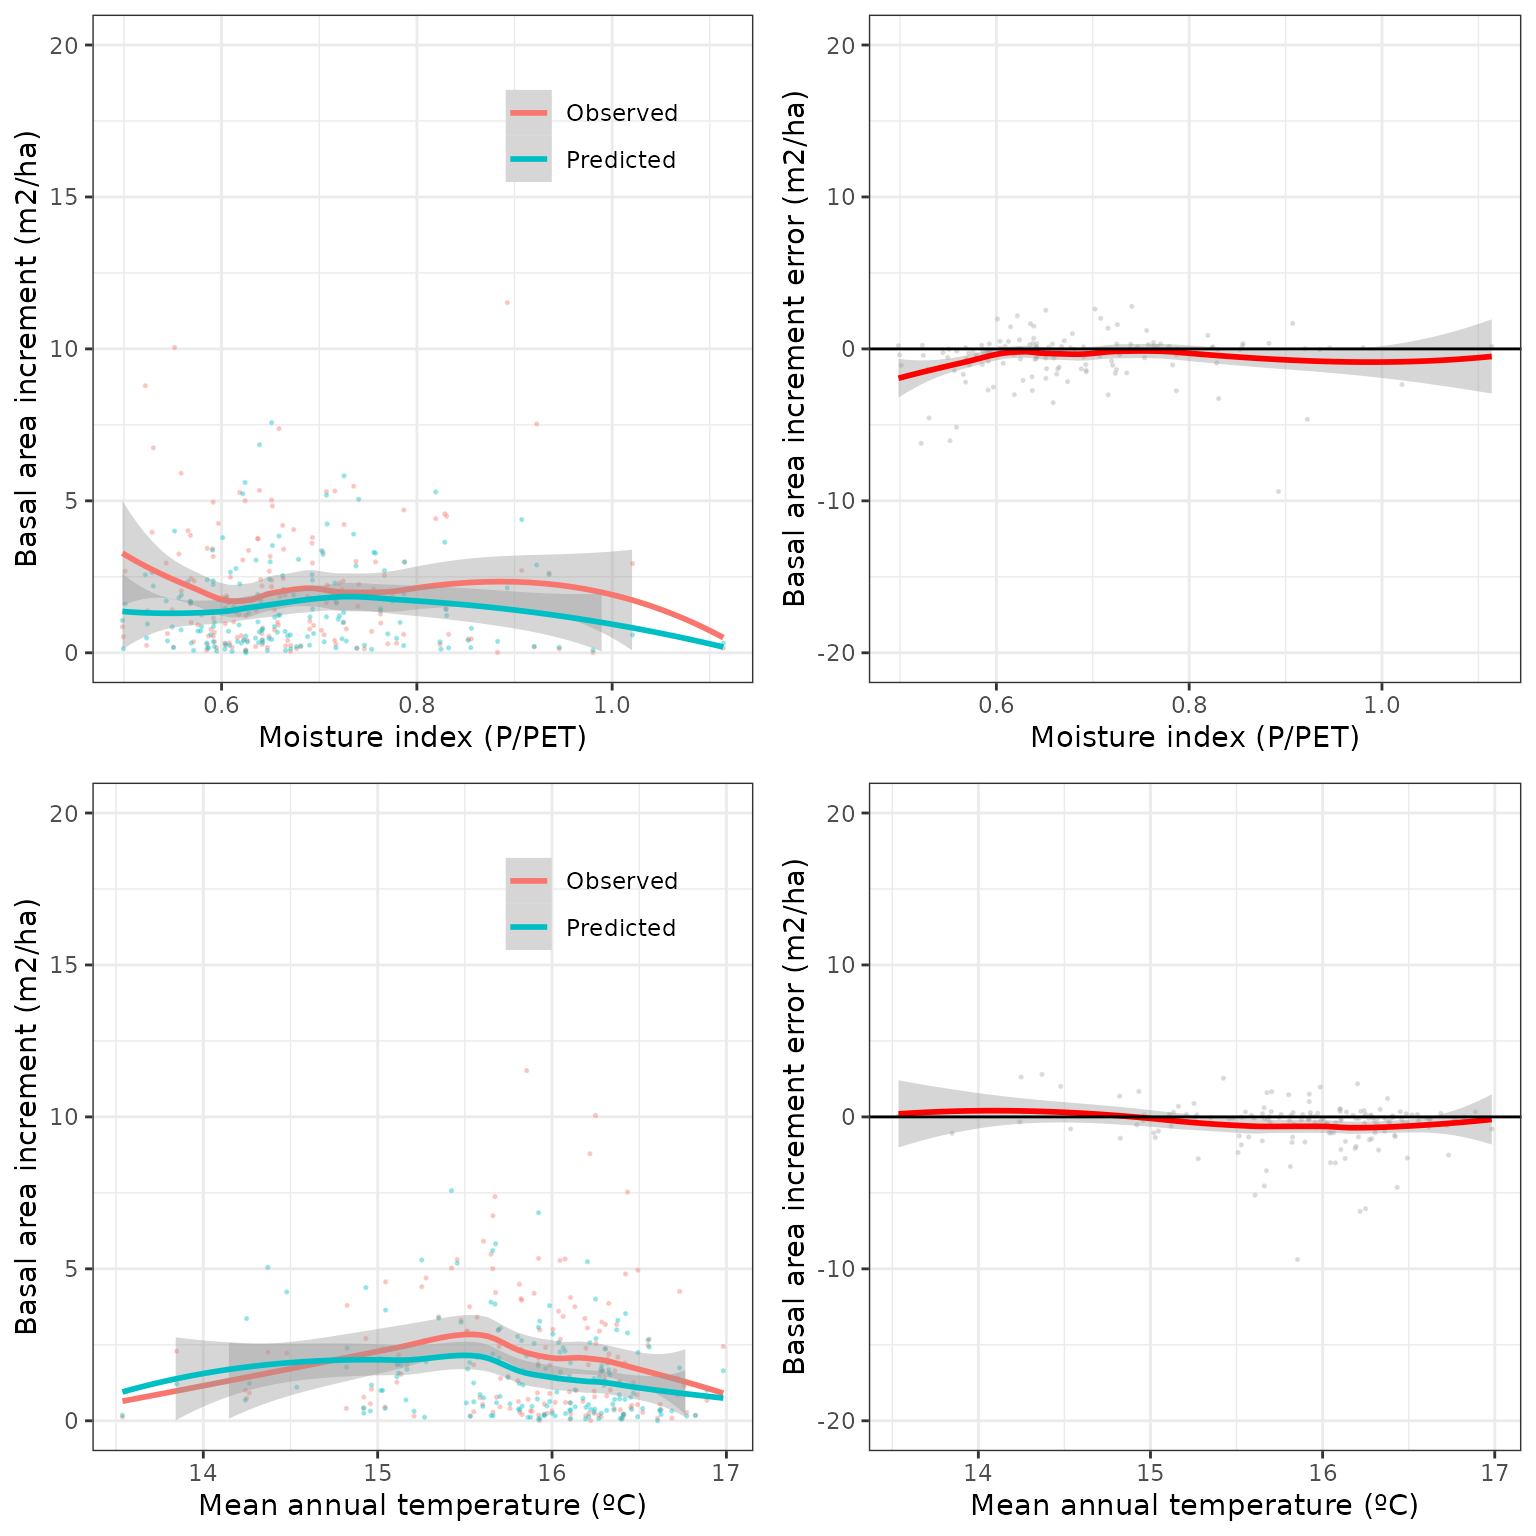 20
15
10
5
0
Basal area increment (m2/ha)
Observed
Predicted
0.6
0.8
1.0
Moisture index (P/PET)
20
10
0
-10
-20
Basal area increment error (m2/ha)
0.6
0.8
1.0
Moisture index (P/PET)
20
15
10
5
0
Basal area increment (m2/ha)
Observed
Predicted
14
15
16
17
Mean annual temperature (ºC)
20
10
0
-10
-20
Basal area increment error (m2/ha)
14
15
16
17
Mean annual temperature (ºC)